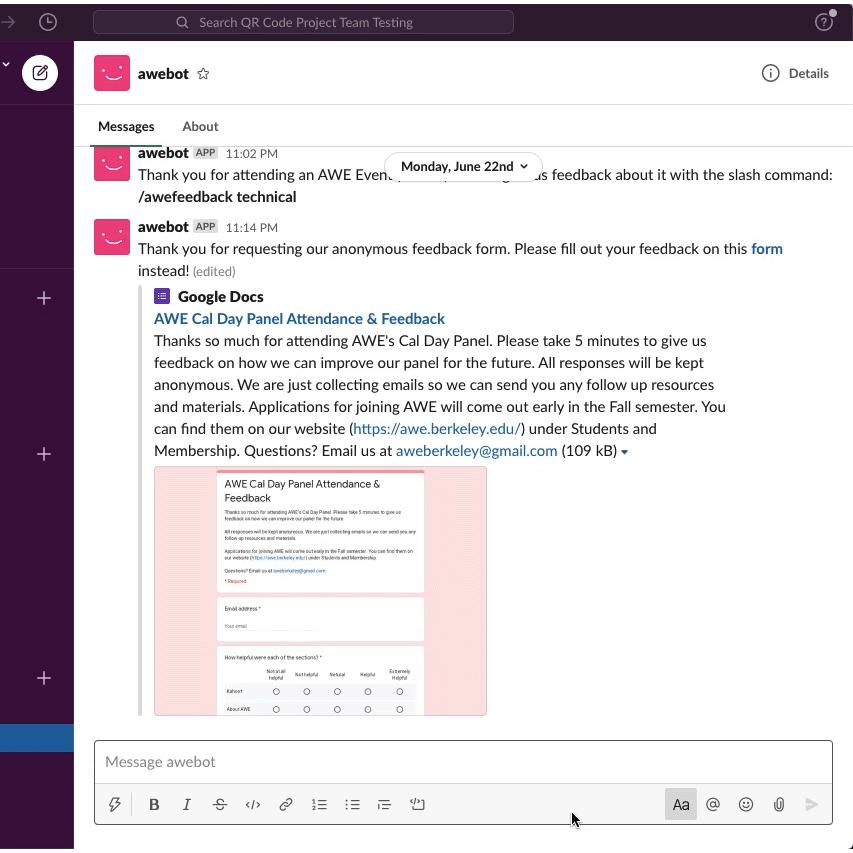 Search QR Code Project Team Testing
awebot
Details
Messages About
awebot APP 11:02 PM
Monday, June 22nd
Thank you for attending an AWE Event us feedback about it with the slash command:
/awefeedback technical
awebot APP 11:14 PM
Thank you for requesting our anonymous feedback form. Please fill out your feedback on this form
instead! (edited)
Google Docs
AWE Cal Day Panel Attendance & Feedback
Thanks so much for attending AWE's Cal Day Panel. Please take 5 minutes to give us
feedback on how we can improve our panel for the future. All responses will be kept
anonymous. We are just collecting emails so we can send you any follow up resources
and materials. Applications for joining AWE will come out early in the Fall semester. You
can find them on our website (https://awe.berkeley.edu/) under Students and
Membership. Questions? Email us at aweberkeley@gmail.com (109 kB)
AWE Cal Day Panel Attendance &
Feedback
Thanks so much for attending AWE's Cal Day Panel. Please take 5 minutes to give us
feedback on how we can improve our panel for the future.
All responses will be kept anonymous. We are just collecting emails so we can send you any
follow up resources and materials.
Applications for joining AWE will come out early in the Fall semester. You can find them on
our website (https://awe.berkeley.edu/) under Students and Membership.
Questions? Email us at aweberkeley@gmail.com
* Required
Email address *
Your email
How helpful were each of the sections? *
Not at all helpful Not helpful Netural Helpful Extremely Helpful
Kahoot
About AWE
Message awebot
B I S </> Aa @